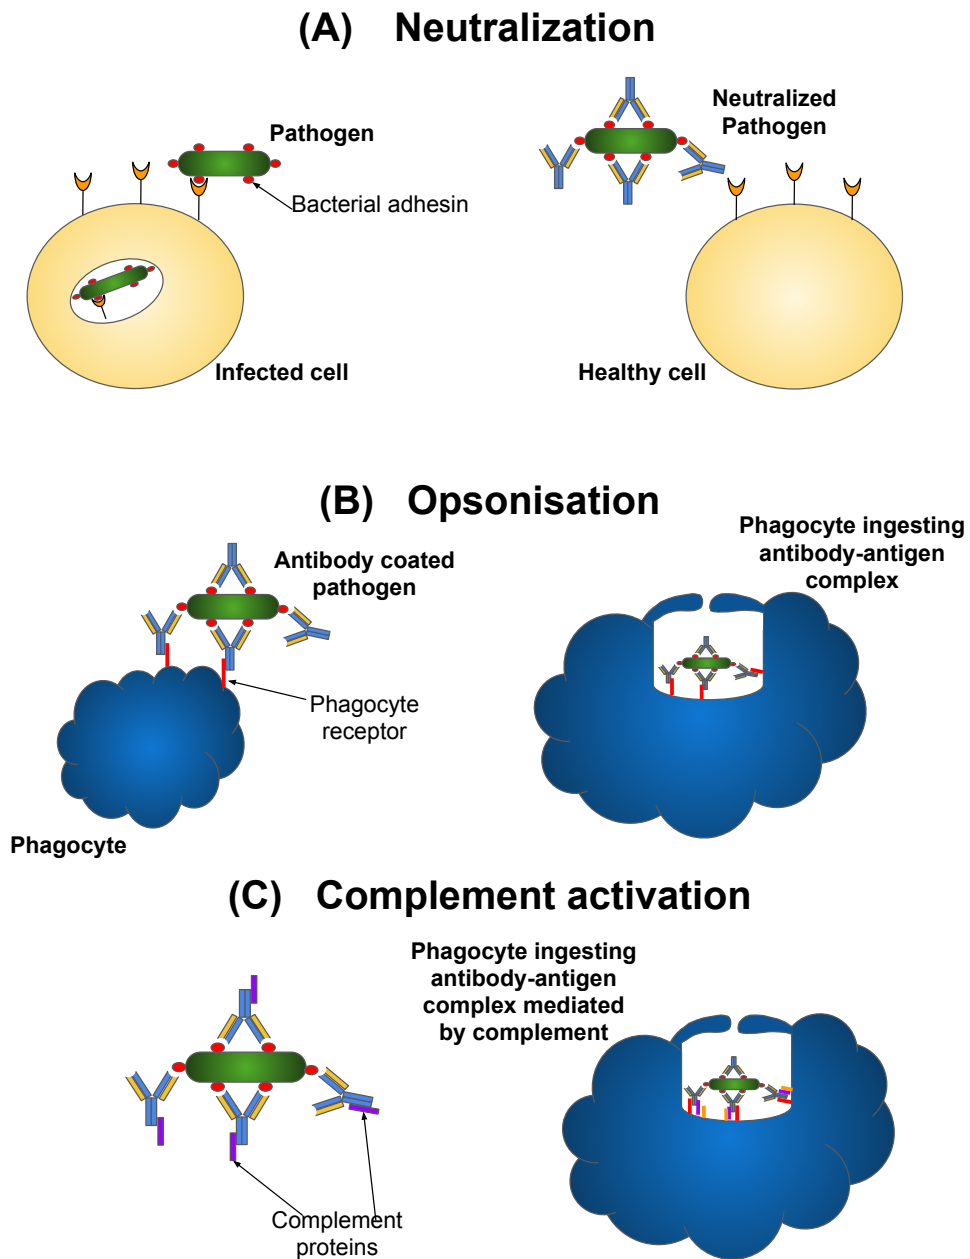 (A) Neutralization
Pathogen
Bacterial adhesin
Infected cell
Neutralized
Pathogen
Healthy cell
(B) Opsonisation
Antibody coated
pathogen
Phagocyte
receptor
Phagocyte
Phagocyte ingesting
antibody-antigen
complex
(C) Complement activation
Complement
proteins
Phagocyte ingesting
antibody-antigen
complex mediated
by complement